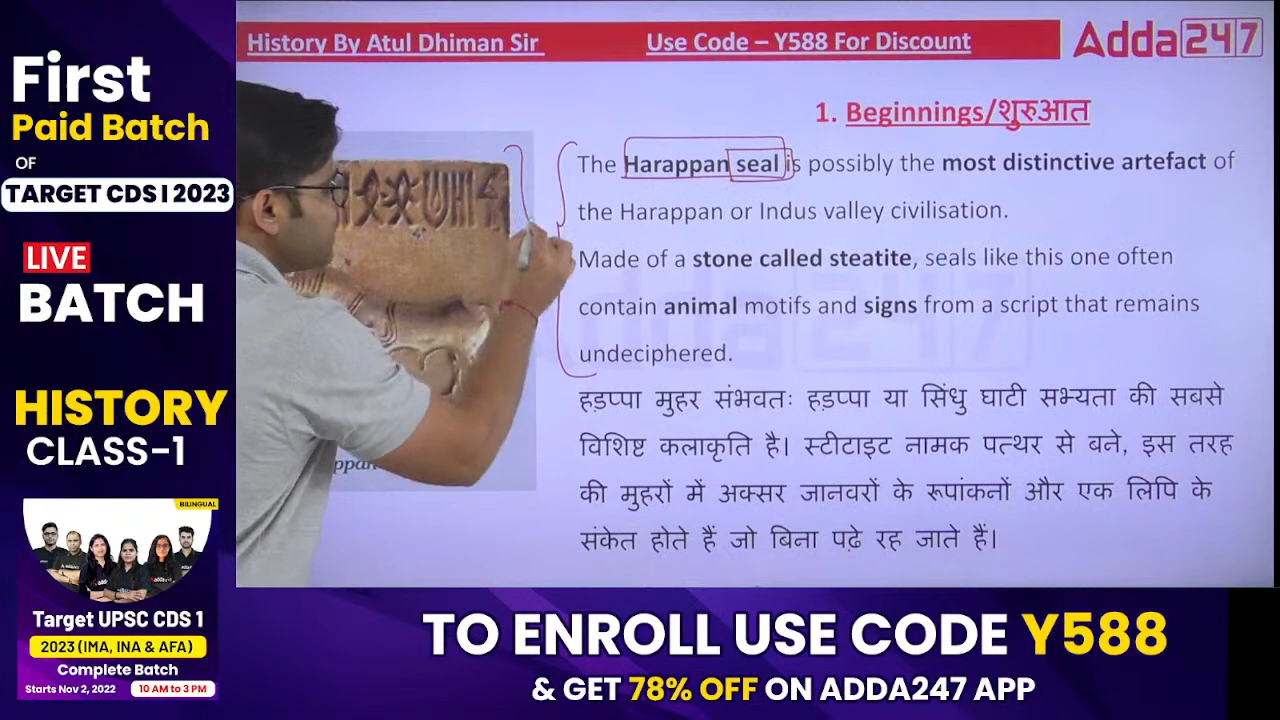 First
Paid Batch
OF
TARGET CDS I 2023
LIVE
BATCH
HISTORY
CLASS-1
BILINGUAL
Target UPSC CDS 1
2023 (IMA, INA & AFA)
Complete Batch
Starts Nov 2, 2022
10 AM to 3 PM
History By Atul Dhiman Sir
Use Code – Y588 For Discount
Adda247
1. Beginnings/शुरुआत
The Harappan seal is possibly the most distinctive artefact of
the Harappan or Indus valley civilisation.
Made of a stone called steatite, seals like this one often
contain animal motifs and signs from a script that remains
undeciphered.
हड़प्पा मुहर संभवतः हड़प्पा या सिंधु घाटी सभ्यता की सबसे
विशिष्ट कलाकृति है। स्टीटाइट नामक पत्थर से बने, इस तरह
की मुहरों में अक्सर जानवरों के रूपांकनों और एक लिपि के
संकेत होते हैं जो बिना पढ़े रह जाते हैं।
Adda247
TO ENROLL USE CODE Y588
& GET 78% OFF ON ADDA247 APP